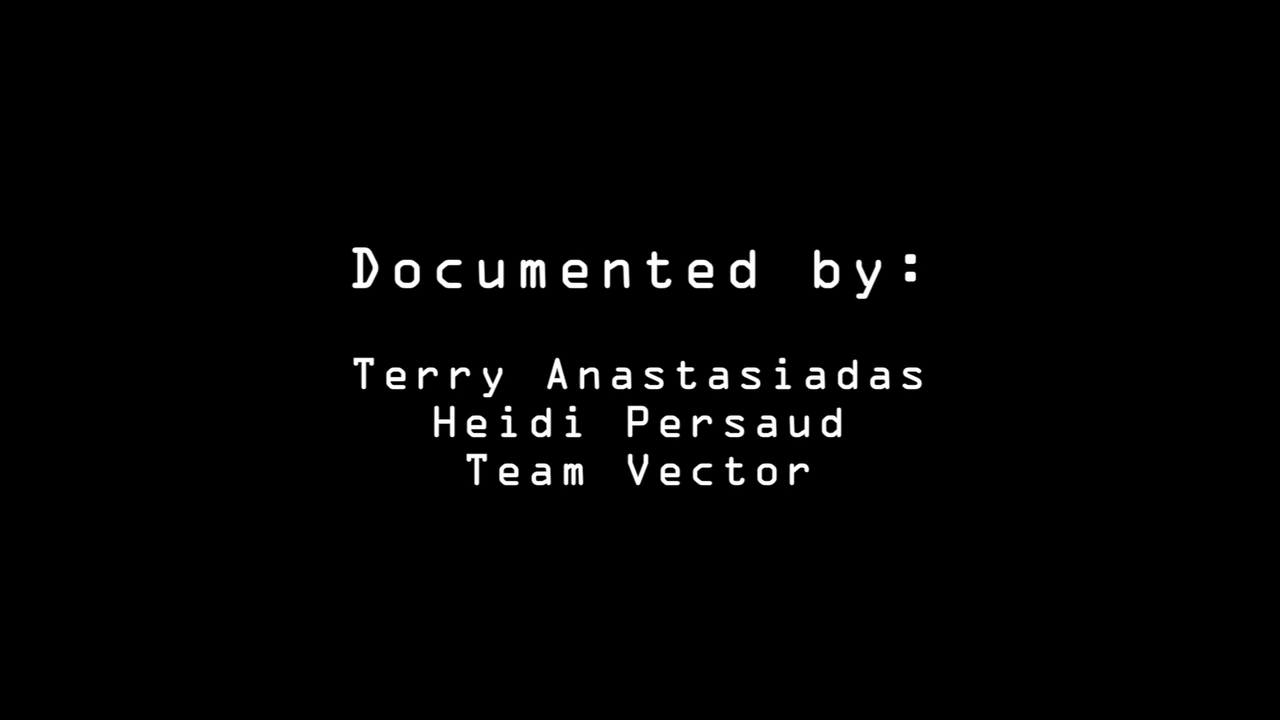 Documented by:
Terry Anastasiadas
Heidi Persaud
Team Vector